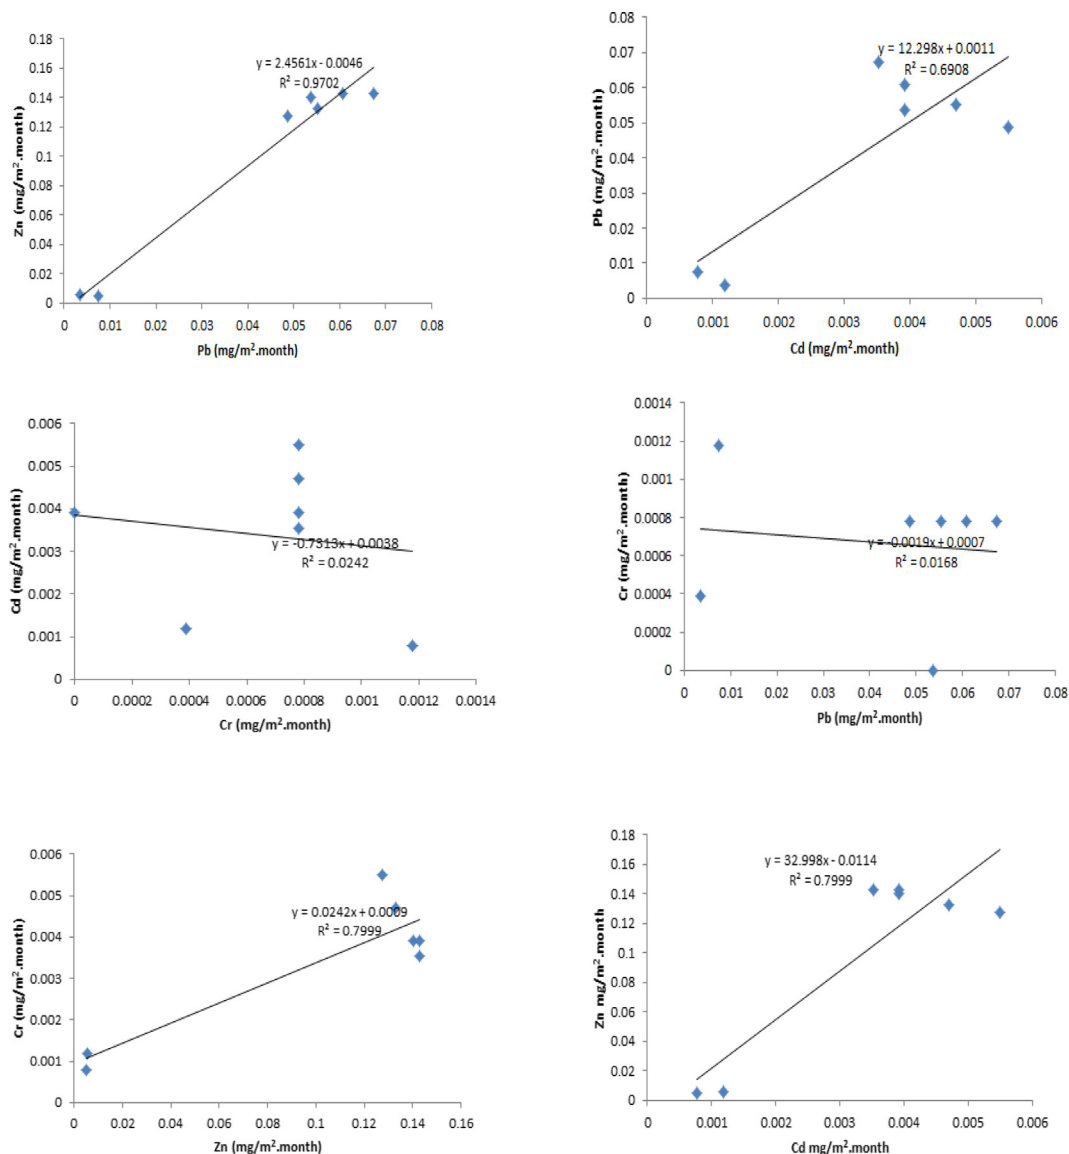 0.18
0.16
0.14
0.12
0.1
0.08
0.06
0.04
0.02
0
Zn (mg/m².month)
y = 2.4561x - 0.0046
R² = 0.9702
0 0.01 0.02 0.03 0.04 0.05 0.06 0.07 0.08
Pb (mg/m².month)
0.08
0.07
0.06
0.05
0.04
0.03
0.02
0.01
0
Pb (mg/m².month)
y = 12.298x + 0.0011
R² = 0.6908
0 0.001 0.002 0.003 0.004 0.005 0.006
Cd (mg/m².month)
0.006
0.005
0.004
0.003
0.002
0.001
0
Cd (mg/m².month)
y = -0.7313x + 0.0038
R² = 0.0242
0 0.0002 0.0004 0.0006 0.0008 0.001 0.0012 0.0014
Cr (mg/m².month)
0.0014
0.0012
0.001
0.0008
0.0006
0.0004
0.0002
0
Cr (mg/m².month)
y = -0.0019x + 0.0007
R² = 0.0168
0 0.01 0.02 0.03 0.04 0.05 0.06 0.07 0.08
Pb (mg/m².month)
0.006
0.005
0.004
0.003
0.002
0.001
0
Cr (mg/m².month)
y = 0.0242x + 0.0009
R² = 0.7999
0 0.02 0.04 0.06 0.08 0.1 0.12 0.14 0.16
Zn (mg/m².month)
0.18
0.16
0.14
0.12
0.1
0.08
0.06
0.04
0.02
0
Zn mg/m².month)
y = 32.998x - 0.0114
R² = 0.7999
0 0.001 0.002 0.003 0.004 0.005 0.006
Cd mg/m².month